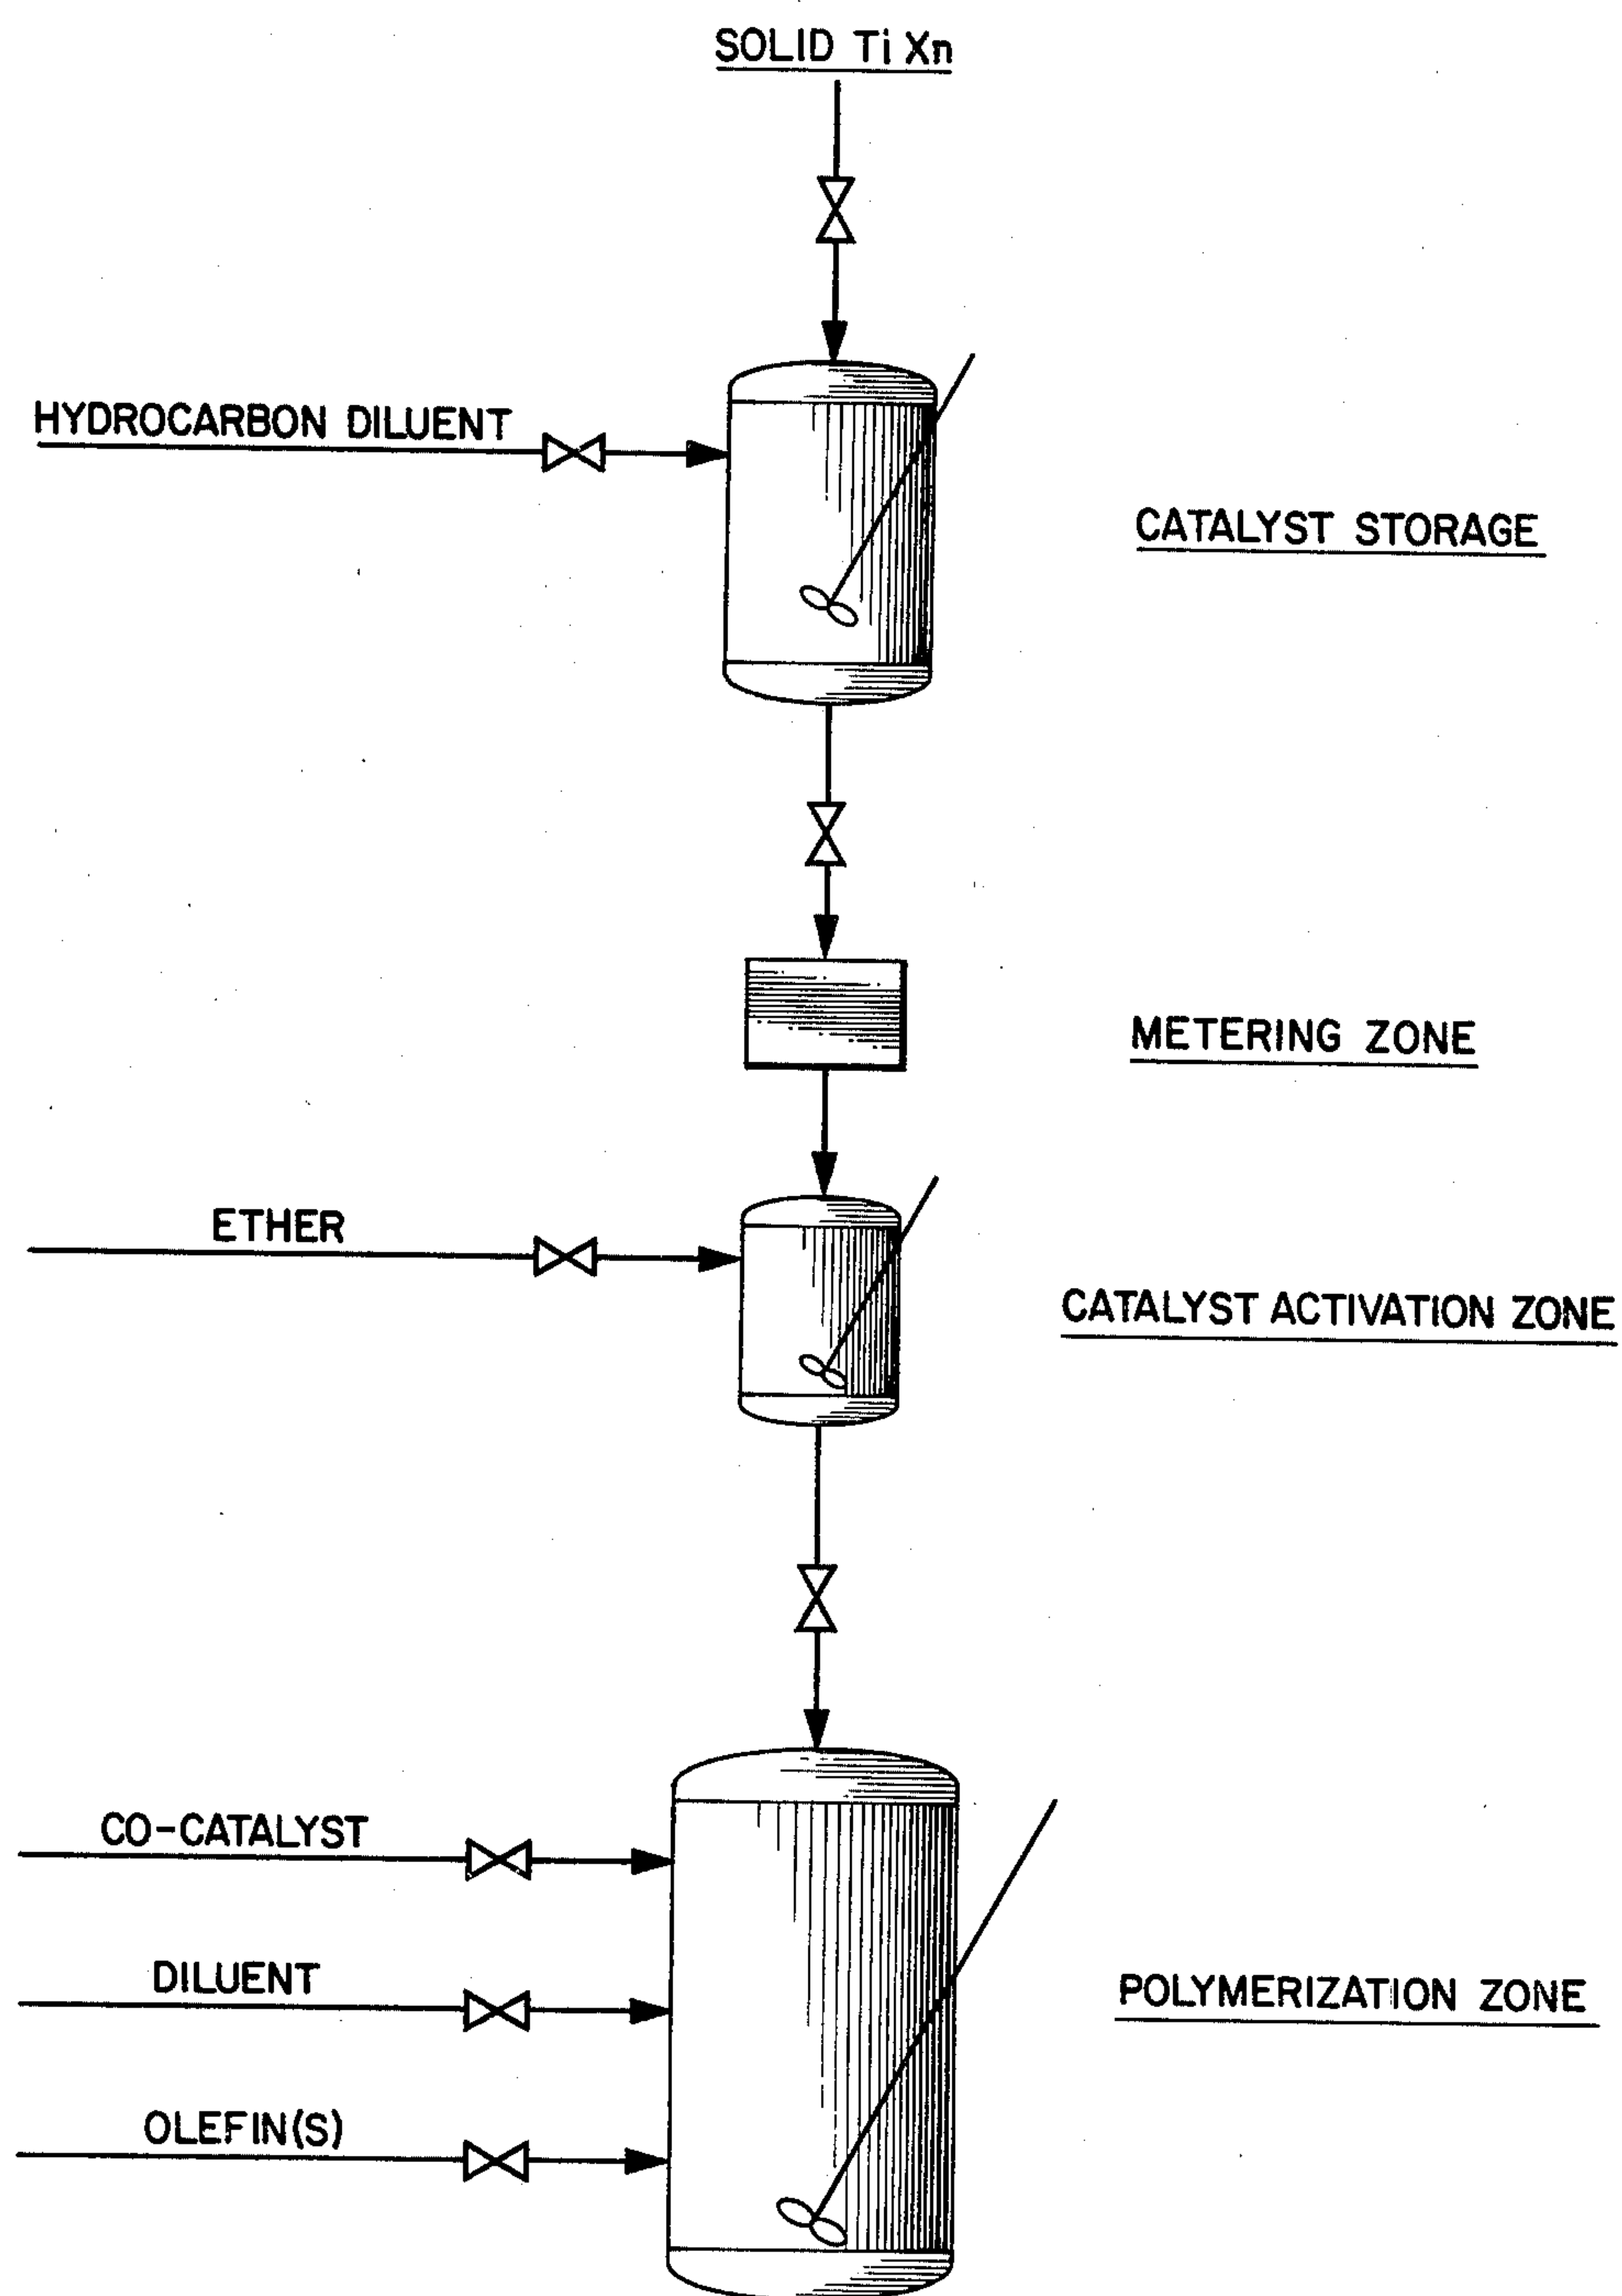 SOLID Ti Xn
HYDROCARBON DILUENT
CATALYST STORAGE
METERING ZONE
ETHER
CATALYST ACTIVATION ZONE
CO-CATALYST
DILUENT
POLYMERIZATION ZONE
OLEFIN(S)